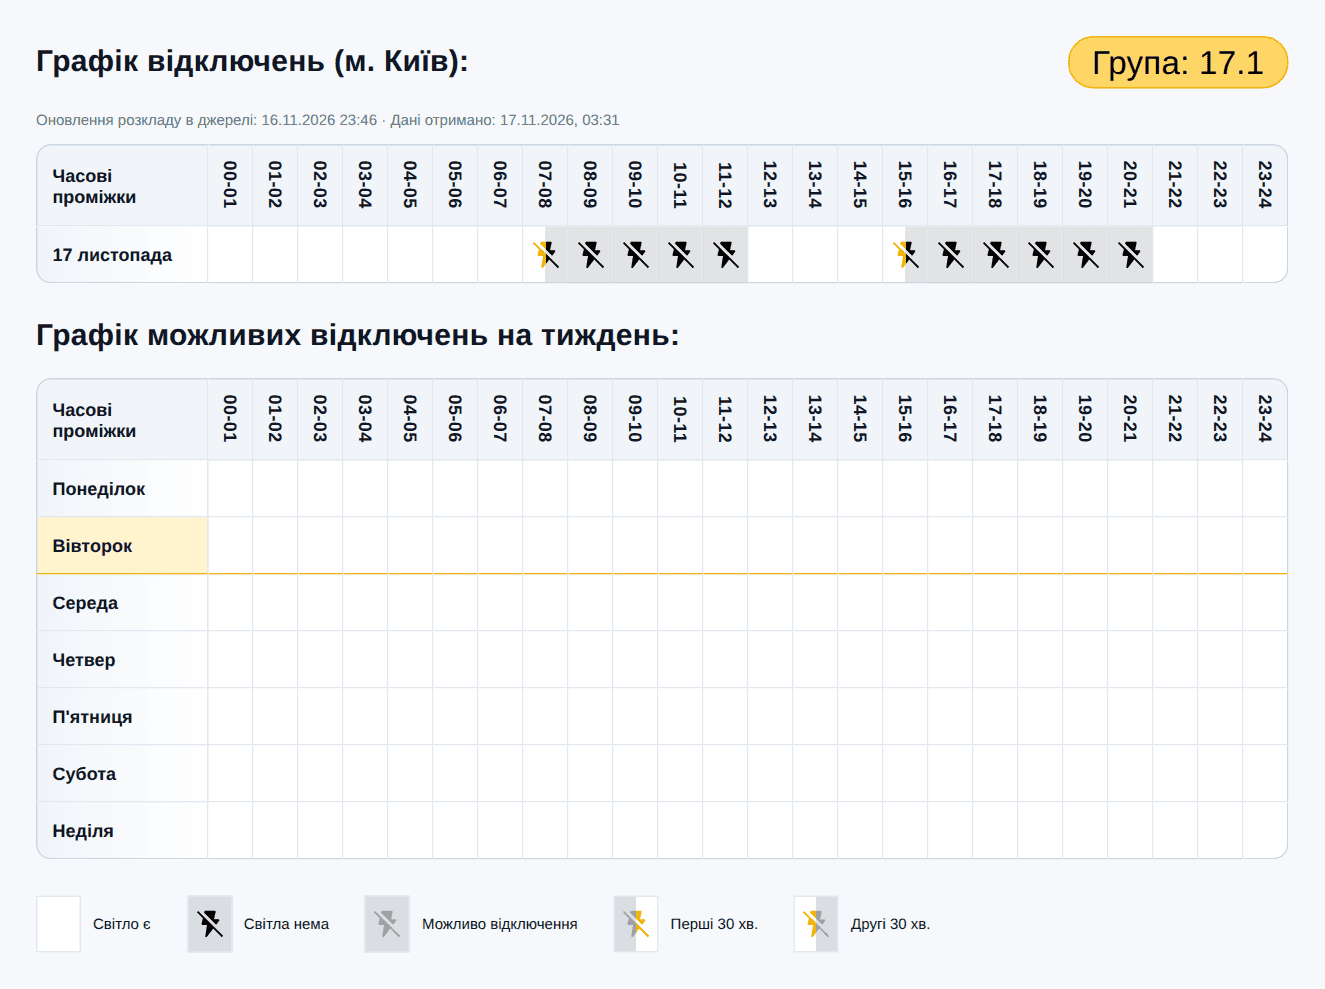 Графік відключень (м. Київ):
Група: 17.1
Оновлення розкладу в джерелі: 16.11.2026 23:46 · Дані отримано: 17.11.2026, 03:31
Часові
проміжки
00-01 01-02 02-03 03-04 04-05 05-06 06-07 07-08 08-09 09-10 10-11 11-12 12-13 13-14 14-15 15-16 16-17 17-18 18-19 19-20 20-21 21-22 22-23 23-24
17 листопада
Графік можливих відключень на тиждень:
Часові
проміжки
00-01 01-02 02-03 03-04 04-05 05-06 06-07 07-08 08-09 09-10 10-11 11-12 12-13 13-14 14-15 15-16 16-17 17-18 18-19 19-20 20-21 21-22 22-23 23-24
Понеділок
Вівторок
Середа
Четвер
П'ятниця
Субота
Неділя
Світло є
Світла нема
Можливо відключення
Перші 30 хв.
Другі 30 хв.